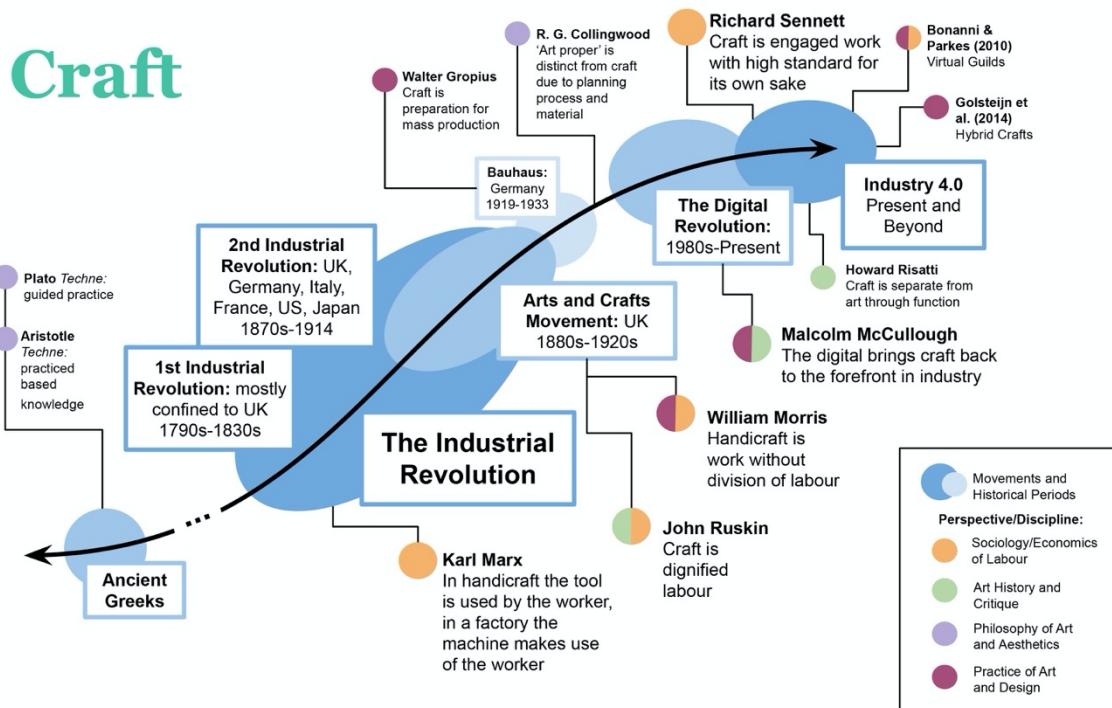 Craft
Plato Techne:
guided practice
Aristotle
Techne:
practiced
based
knowledge
Ancient
Greeks
1st Industrial
Revolution: mostly
confined to UK
1790s-1830s
2nd Industrial
Revolution: UK,
Germany, Italy,
France, US, Japan
1870s-1914
The Industrial
Revolution
Karl Marx
In handicraft the tool
is used by the worker,
in a factory the
machine makes use
of the worker
Walter Gropius
Craft is
preparation for
mass production
Bauhaus:
Germany
1919-1933
R. G. Collingwood
‘Art proper’ is
distinct from craft
due to planning
process and
material
Arts and Crafts
Movement: UK
1880s-1920s
William Morris
Handicraft is
work without
division of labour
John Ruskin
Craft is
dignified
labour
The Digital
Revolution:
1980s-Present
Malcolm McCullough
The digital brings craft back
to the forefront in industry
Richard Sennett
Craft is engaged work
with high standard for
its own sake
Bonanni &
Parkes (2010)
Virtual Guilds
Golsteijn et
al. (2014)
Hybrid Crafts
Industry 4.0
Present and
Beyond
Howard Risatti
Craft is separate from
art through function
Movements and
Historical Periods
Perspective/Discipline:
Sociology/Economics
of Labour
Art History and
Critique
Philosophy of Art
and Aesthetics
Practice of Art
and Design